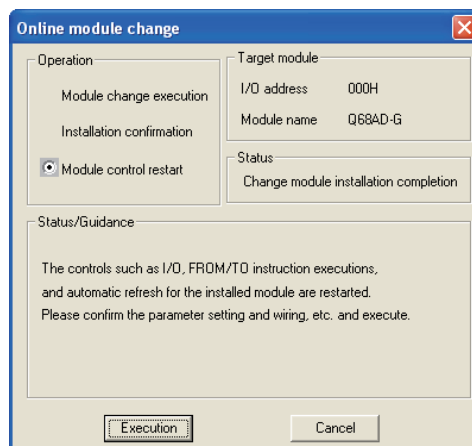 Online module change
Operation
Module change execution
Installation confirmation
Module control restart
Target module
I/O address 000H
Module name Q68AD-G
Status
Change module installation completion
Status/Guidance
The controls such as I/O, FROM/TO instruction executions,
and automatic refresh for the installed module are restarted.
Please confirm the parameter setting and wiring, etc. and execute.
Execution
Cancel